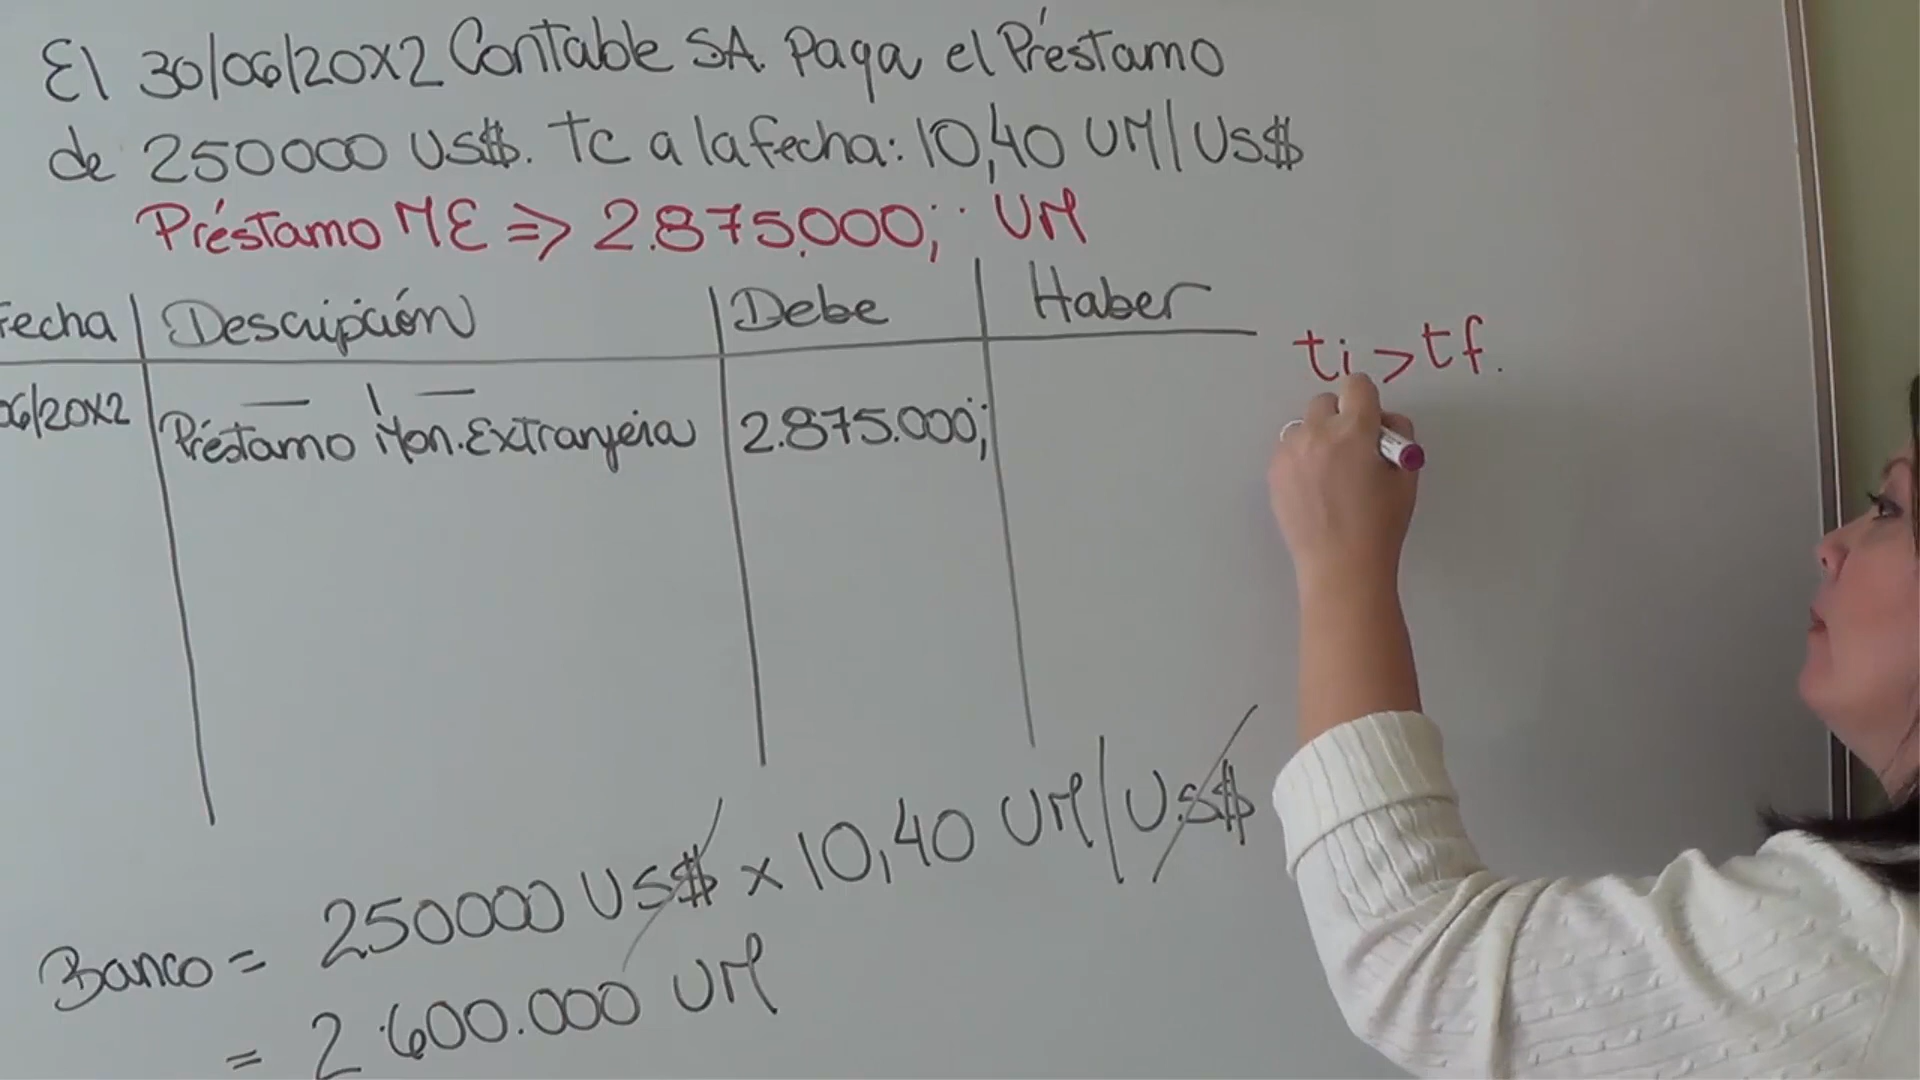 El 30/06/20X2 Contable S.A. Paga el Préstamo
de 250000 US$. TC a la fecha: 10,40 UM/US$
Préstamo ME => 2.875.000; UM
Fecha | Descripción | Debe | Haber
06/20X2 | Préstamo Mon. Extranjera | 2.875.000;
ti > tf.
Banco = 250000 US$ x 10,40 UM/US$
= 2.600.000 UM